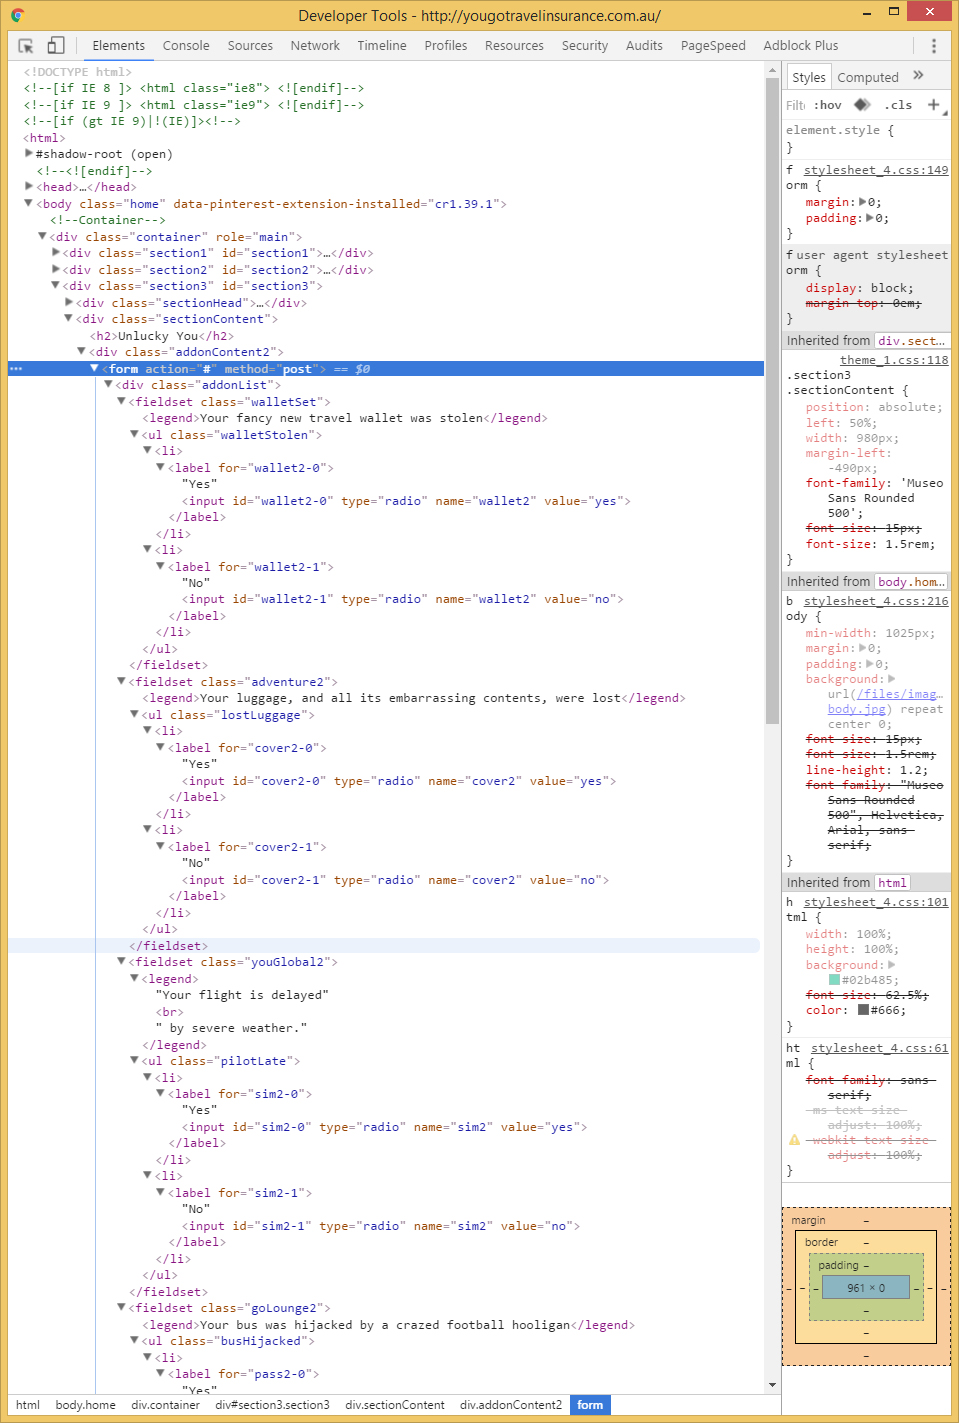 Developer Tools - http://yougotravelinsurance.com.au/
Elements Console Sources Network Timeline Profiles Resources Security Audits PageSpeed Adblock Plus
<!DOCTYPE html>
<!--[if IE 8 ]> <html class="ie8"> <![endif]-->
<!--[if IE 9 ]> <html class="ie9"> <![endif]-->
<!--[if (gt IE 9)|!(IE)]><!-->
<html>
#shadow-root (open)
<!--<![endif]-->
<head>…</head>
<body class="home" data-pinterest-extension-installed="cr1.39.1">
<!--Container-->
<div class="container" role="main">
<div class="section1" id="section1">…</div>
<div class="section2" id="section2">…</div>
<div class="section3" id="section3">
<div class="sectionHead">…</div>
<div class="sectionContent">
<h2>Unlucky You</h2>
<div class="addonContent2">
<form action="#" method="post"> == $0
<div class="addonList">
<fieldset class="walletSet">
<legend>Your fancy new travel wallet was stolen</legend>
<ul class="walletStolen">
<li>
<label for="wallet2-0">
"Yes"
<input id="wallet2-0" type="radio" name="wallet2" value="yes">
</label>
</li>
<li>
<label for="wallet2-1">
"No"
<input id="wallet2-1" type="radio" name="wallet2" value="no">
</label>
</li>
</ul>
</fieldset>
<fieldset class="adventure2">
<legend>Your luggage, and all its embarrassing contents, were lost</legend>
<ul class="lostLuggage">
<li>
<label for="cover2-0">
"Yes"
<input id="cover2-0" type="radio" name="cover2" value="yes">
</label>
</li>
<li>
<label for="cover2-1">
"No"
<input id="cover2-1" type="radio" name="cover2" value="no">
</label>
</li>
</ul>
</fieldset>
<fieldset class="youGlobal2">
<legend>
"Your flight is delayed"
<br>
" by severe weather."
</legend>
<ul class="pilotLate">
<li>
<label for="sim2-0">
"Yes"
<input id="sim2-0" type="radio" name="sim2" value="yes">
</label>
</li>
<li>
<label for="sim2-1">
"No"
<input id="sim2-1" type="radio" name="sim2" value="no">
</label>
</li>
</ul>
</fieldset>
<fieldset class="goLounge2">
<legend>Your bus was hijacked by a crazed football hooligan</legend>
<ul class="busHijacked">
<li>
<label for="pass2-0">
"Yes"
html body.home div.container div#section3.section3 div.sectionContent div.addonContent2 form
Styles Computed »
Filt :hov .cls +
element.style {
}
f stylesheet_4.css:149
orm {
margin: 0;
padding: 0;
}
f user agent stylesheet
orm {
display: block;
margin-top: 0em;
}
Inherited from div.sect…
theme_1.css:118
.section3
.sectionContent {
position: absolute;
left: 50%;
width: 980px;
margin-left:
-490px;
font-family: 'Museo
Sans Rounded
500';
font-size: 15px;
font-size: 1.5rem;
}
Inherited from body.hom…
b stylesheet_4.css:216
ody {
min-width: 1025px;
margin: 0;
padding: 0;
background:
url(/files/imag…
body.jpg) repeat
center 0;
font-size: 15px;
font-size: 1.5rem;
line-height: 1.2;
font-family: "Museo
Sans Rounded
500", Helvetica,
Arial, sans-
serif;
}
Inherited from html
h stylesheet_4.css:101
tml {
width: 100%;
height: 100%;
background:
#02b485;
font-size: 62.5%;
color: #666;
}
ht stylesheet_4.css:61
ml {
font-family: sans-
serif;
-ms-text-size-
adjust: 100%;
-webkit-text-size-
adjust: 100%;
}
margin –
border –
padding –
– – – 961 × 0 – – –
–
–
–